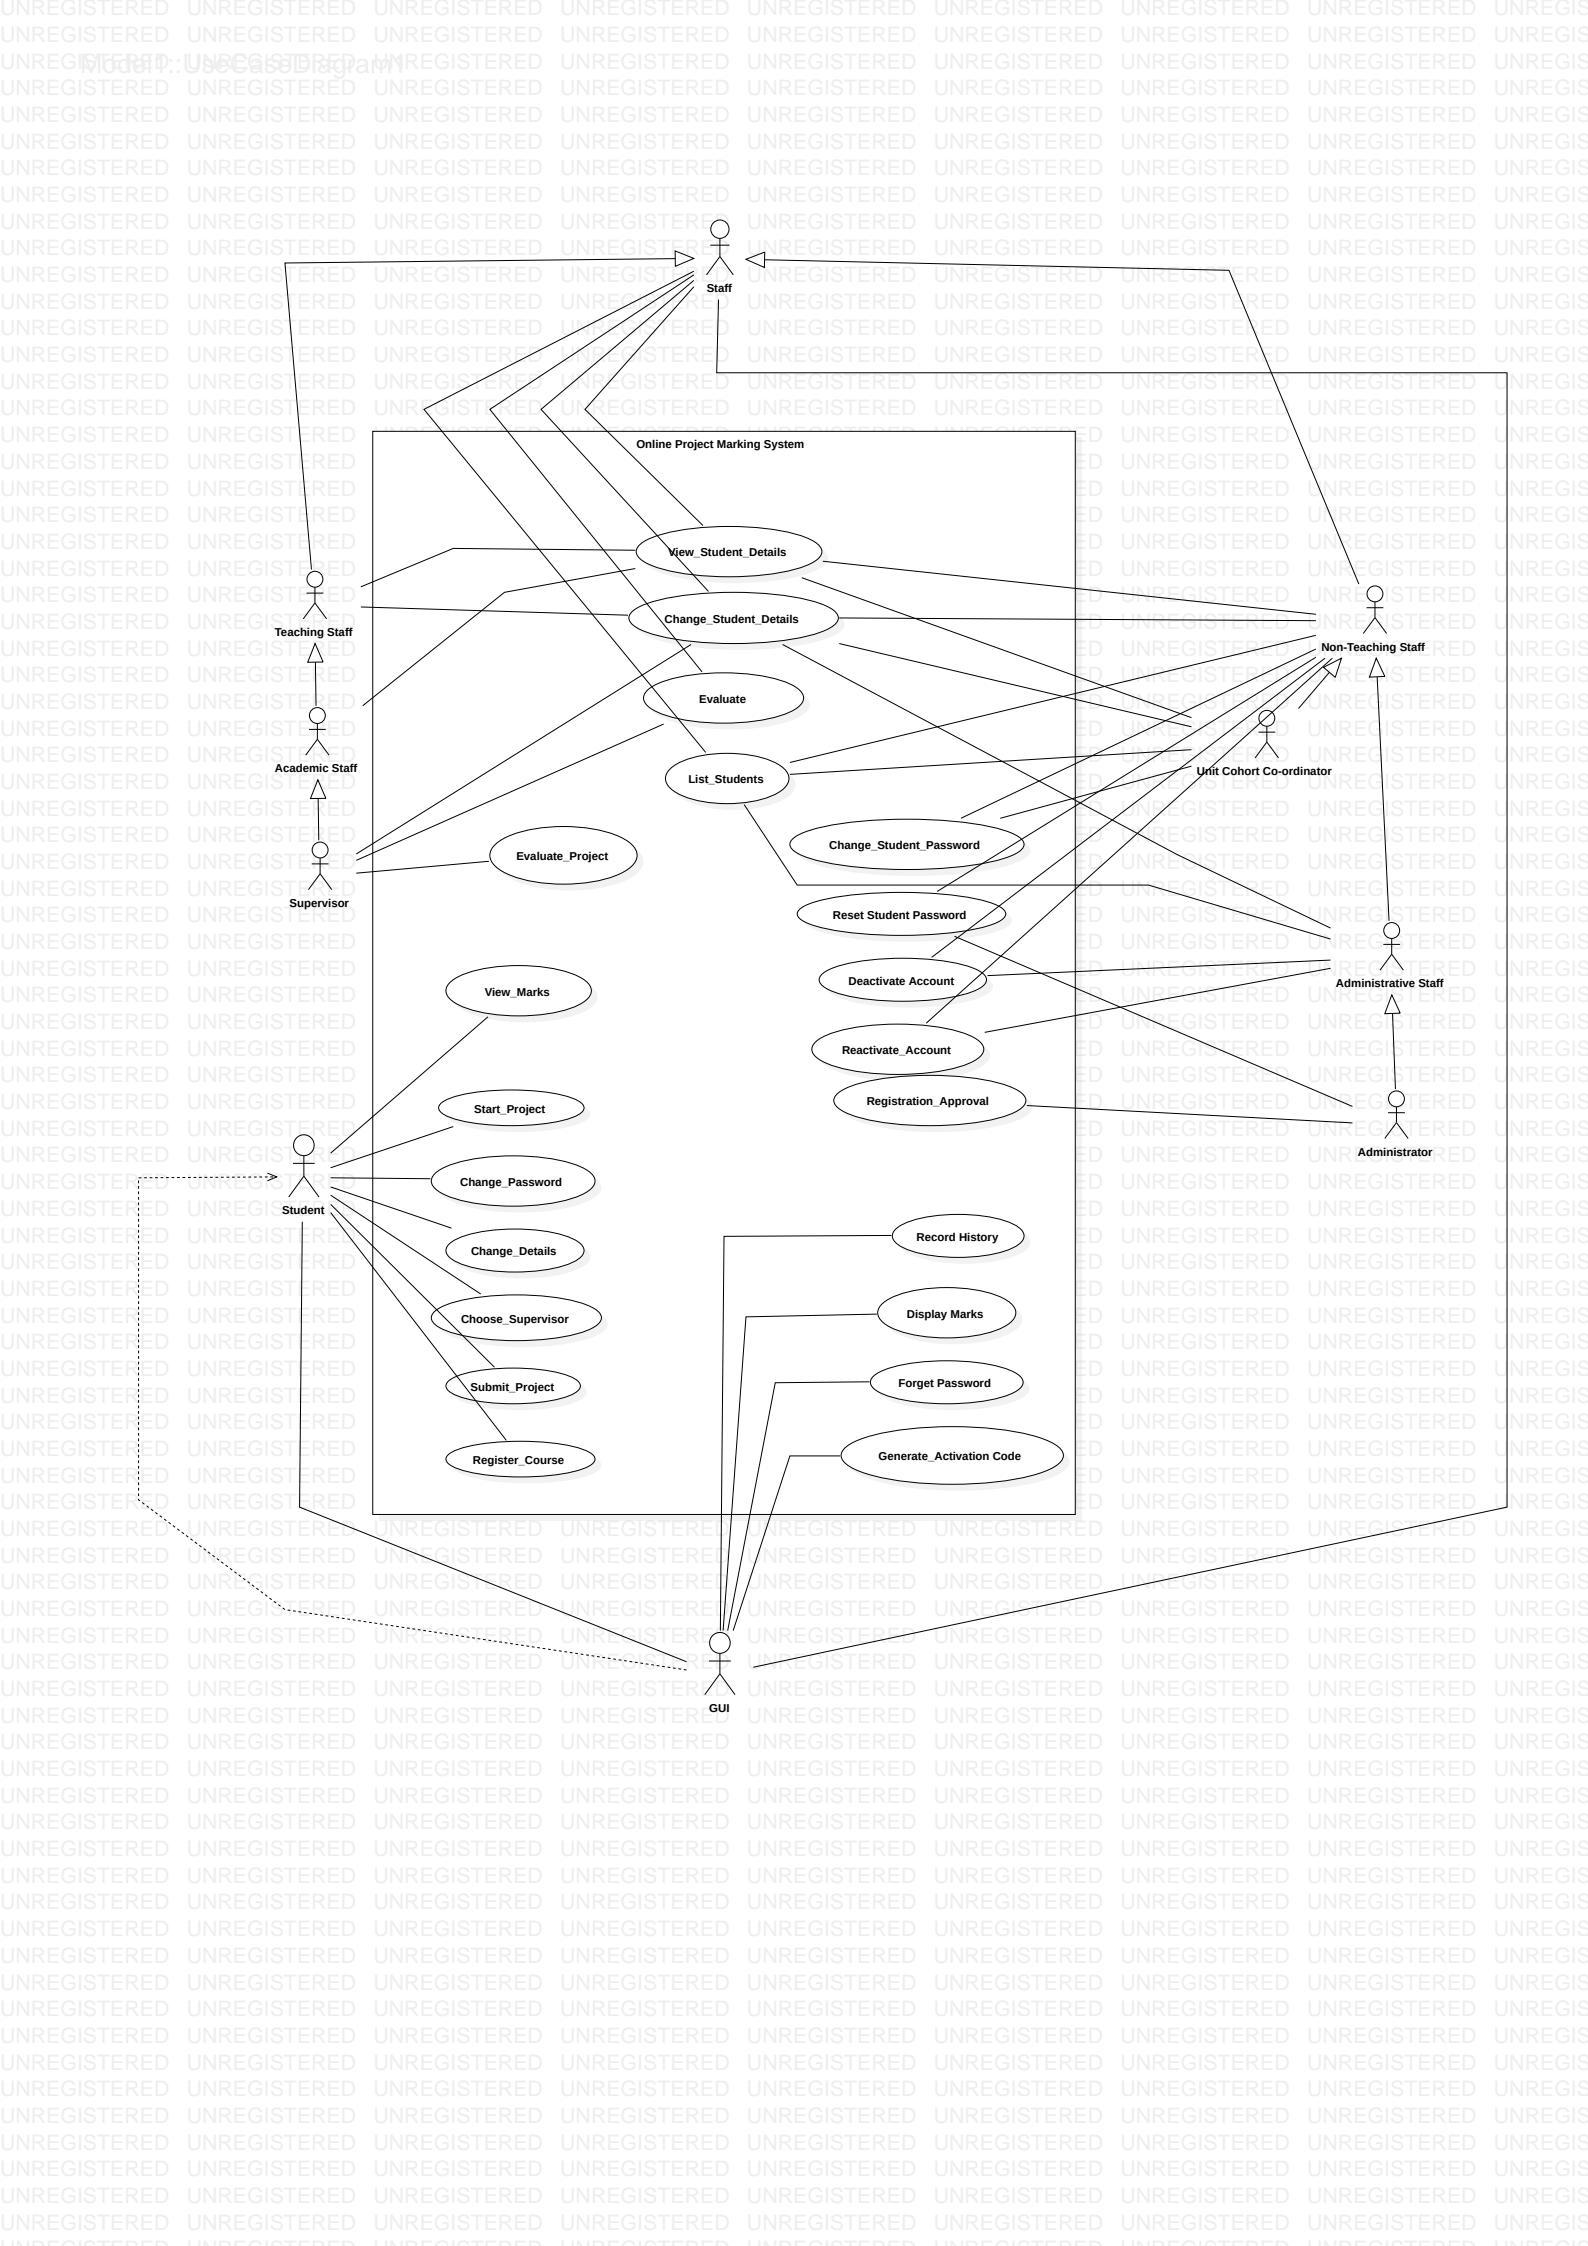 Model1::UseCaseDiagram1
Staff
Online Project Marking System
View_Student_Details
Teaching Staff
Change_Student_Details
Non-Teaching Staff
Evaluate
Academic Staff
List_Students
Unit Cohort Co-ordinator
Change_Student_Password
Evaluate_Project
Supervisor
Reset Student Password
Deactivate Account
Administrative Staff
View_Marks
Reactivate_Account
Registration_Approval
Start_Project
Administrator
Change_Password
Student
Record History
Change_Details
Display Marks
Choose_Supervisor
Forget Password
Submit_Project
Generate_Activation Code
Register_Course
GUI
UNREGISTERED